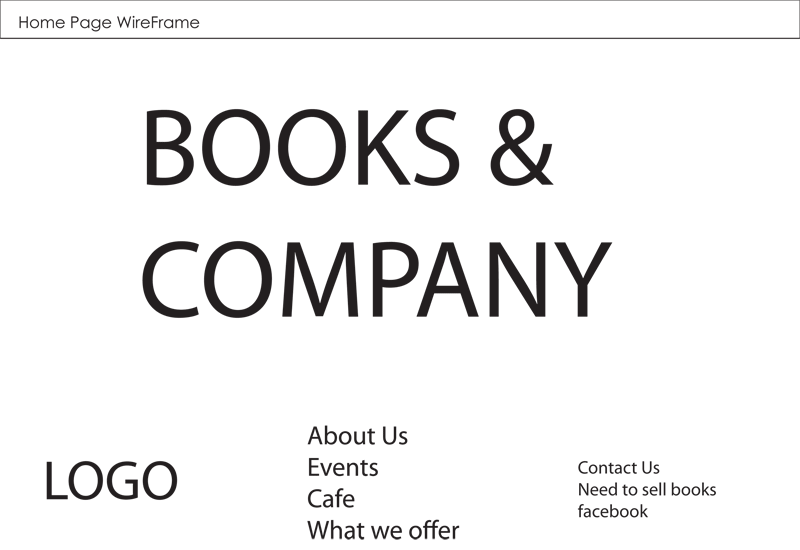 Home Page WireFrame
BOOKS &
COMPANY
LOGO
About Us
Events
Cafe
What we offer
Contact Us
Need to sell books
facebook